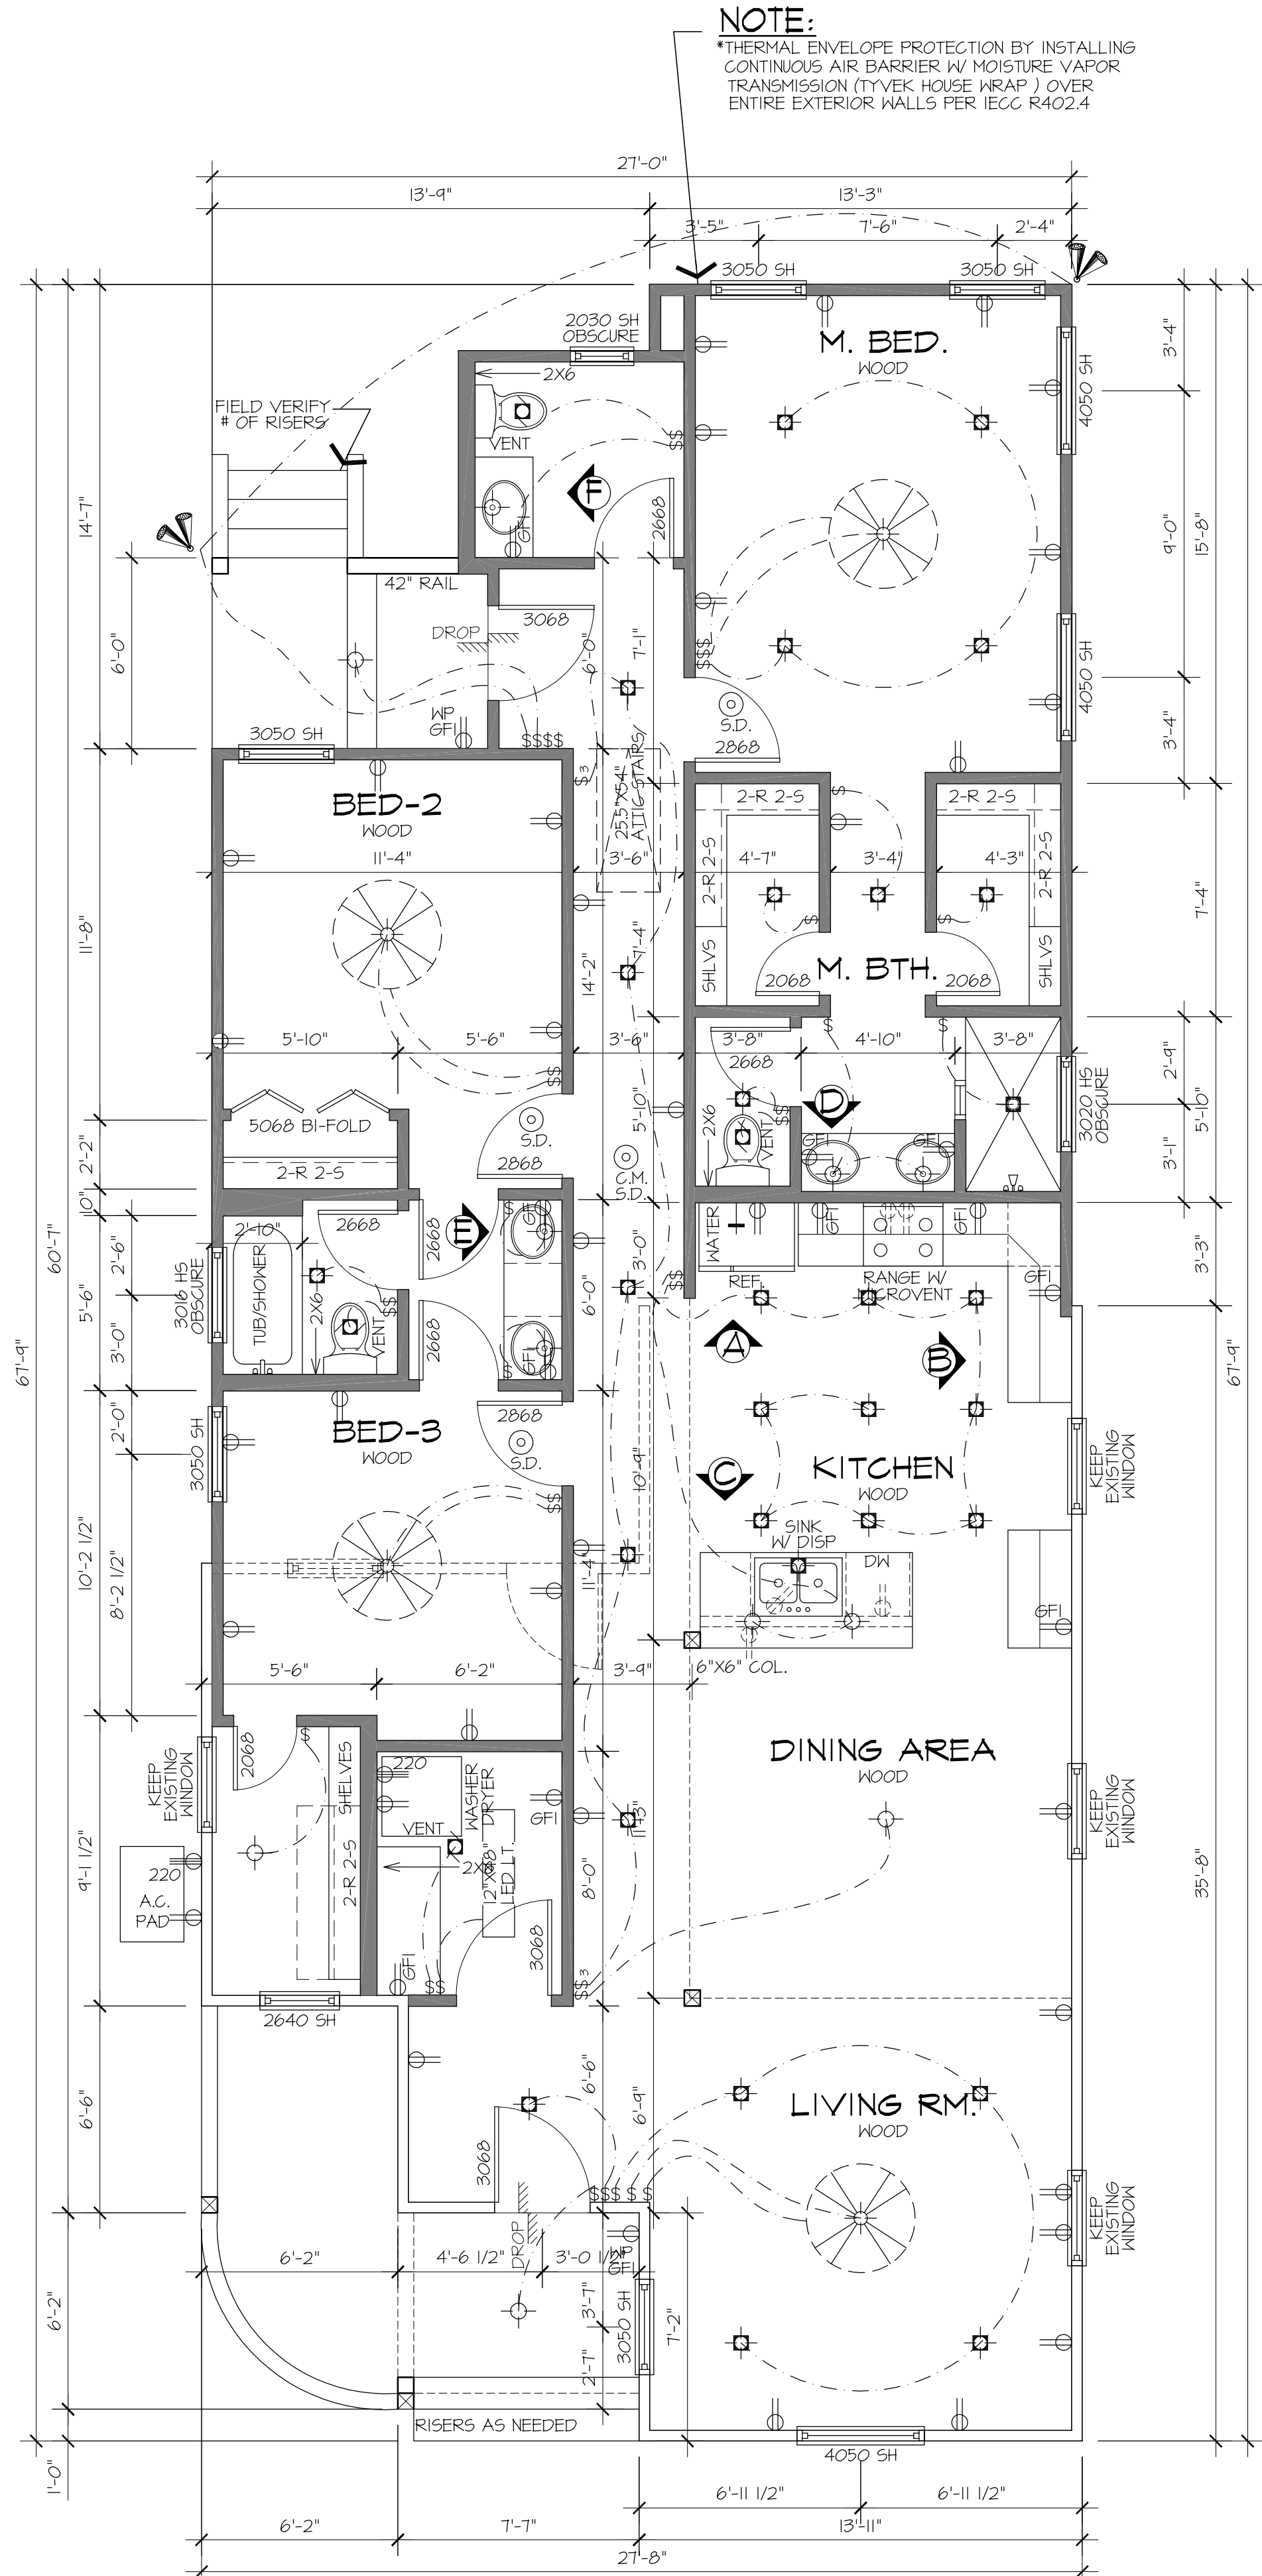 NOTE:
*THERMAL ENVELOPE PROTECTION BY INSTALLING
CONTINUOUS AIR BARRIER W/ MOISTURE VAPOR
TRANSMISSION (TYVEK HOUSE WRAP ) OVER
ENTIRE EXTERIOR WALLS PER IECC R402.4
27'-0"
13'-9"
13'-3"
3'-5"
7'-6"
2'-4"
3050 SH
3050 SH
2030 SH
OBSCURE
M. BED.
WOOD
2X6
VENT
$$
F
GFI
2668
4050 SH
3'-4"
FIELD VERIFY
# OF RISERS
14'-7"
9'-0"
15'-8"
42" RAIL
DROP
3068
6'-0"
6'-0"
7'-1"
$$$
S.D.
2868
4050 SH
3'-4"
WP
GFI
$$$$
3050 SH
$3
25.5"X54"
ATTIC STAIRS
BED-2
WOOD
11'-4"
3'-6"
2-R 2-S
2-R 2-S
2-R 2-S
2-R 2-S
$
4'-7"
3'-4"
4'-3"
$
$
SHLVS
SHLVS
M. BTH.
2068
2068
7'-4"
7'-4"
11'-8"
14'-2"
5'-10"
5'-6"
3'-6"
3'-8"
4'-10"
3'-8"
2668
$
$
$$
$$
D
2X6
VENT
GFI
GFI
3020 HS
OBSCURE
2'-9"
5'-10"
3'-1"
5'-10"
5068 BI-FOLD
2-R 2-S
S.D.
2868
C.M.
S.D.
2'-2"
10"
60'-7"
67'-9"
67'-9"
2'-10"
2668
2668
E
$
GFI
TUB/SHOWER
3016 HS
OBSCURE
2'-6"
5'-6"
3'-0"
2X6
VENT
$$
2668
GFI
$
6'-0"
3'-0"
$$
WATER
REF.
GFI
GFI
RANGE W/
MICROVENT
GFI
3'-3"
A
B
C
2868
S.D.
BED-3
WOOD
3050 SH
2'-0"
10'-2 1/2"
8'-2 1/2"
$$
10'-9"
11'-4"
KITCHEN
WOOD
KEEP
EXISTING
WINDOW
SINK
W/ DISP
DW
GFI
6"X6" COL.
5'-6"
6'-2"
3'-9"
2068
$
SHELVES
2-R 2-S
KEEP
EXISTING
WINDOW
220
WASHER
DRYER
VENT
GFI
2X6
12"X48"
LED LT.
8'-0"
11'-3"
DINING AREA
WOOD
KEEP
EXISTING
WINDOW
9'-1 1/2"
220
A.C.
PAD
GFI
$$
3068
$$3
2640 SH
35'-8"
6'-6"
6'-6"
6'-9"
LIVING RM.
WOOD
3068
$$$ $ $
KEEP
EXISTING
WINDOW
DROP
WP
GFI
6'-2"
4'-6 1/2"
3'-0 1/2"
3'-7"
2'-7"
3050 SH
7'-2"
6'-2"
1'-0"
RISERS AS NEEDED
4050 SH
6'-11 1/2"
6'-11 1/2"
6'-2"
7'-7"
13'-11"
27'-8"